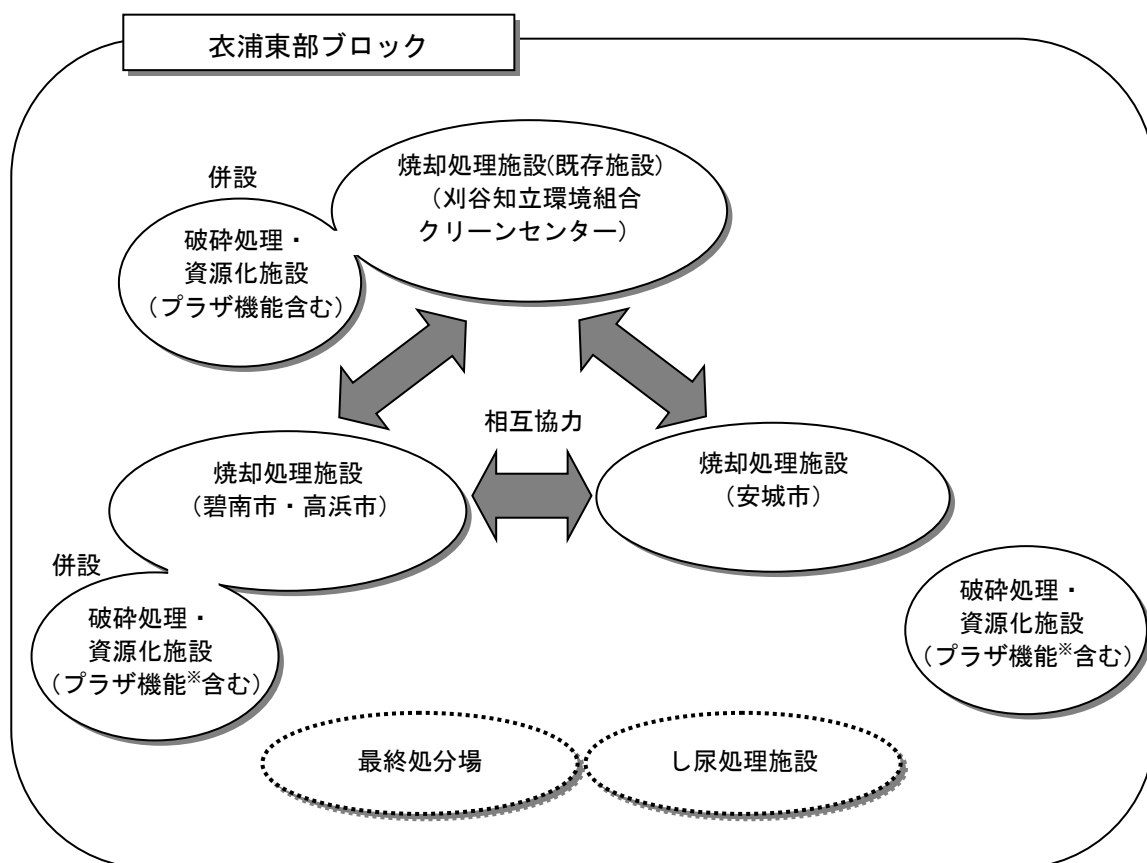 衣浦東部ブロック
焼却処理施設(既存施設)
（刈谷知立環境組合
クリーンセンター）
併設
破砕処理・
資源化施設
（プラザ機能含む）
相互協力
焼却処理施設
（碧南市・高浜市）
焼却処理施設
（安城市）
併設
破砕処理・
資源化施設
（プラザ機能※含む）
破砕処理・
資源化施設
（プラザ機能※含む）
最終処分場
し尿処理施設